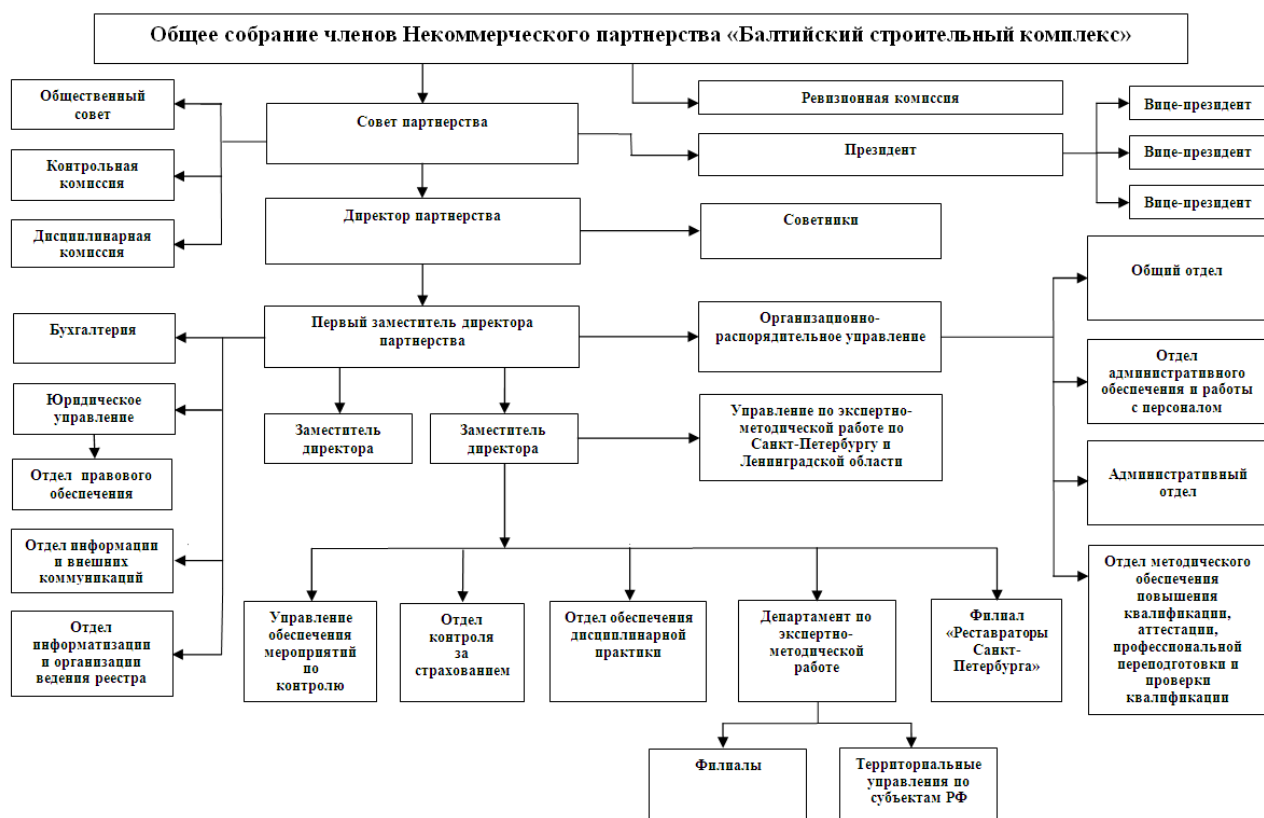 Общее собрание членов Некоммерческого партнерства «Балтийский строительный комплекс»
Общественный
совет
Контрольная
комиссия
Дисциплинарная
комиссия
Совет партнерства
Ревизионная комиссия
Президент
Вице-президент
Вице-президент
Вице-президент
Директор партнерства
Советники
Первый заместитель директора
партнерства
Организационно-
распорядительное управление
Общий отдел
Отдел
административного
обеспечения и работы
с персоналом
Административный
отдел
Отдел методического
обеспечения
повышения
квалификации,
аттестации,
профессиональной
переподготовки и
проверки
квалификации
Бухгалтерия
Юридическое
управление
Отдел правового
обеспечения
Отдел информации
и внешних
коммуникаций
Отдел
информатизации
и организации
ведения реестра
Заместитель
директора
Заместитель
директора
Управление по экспертно-
методической работе по
Санкт-Петербургу и
Ленинградской области
Управление
обеспечения
мероприятий
по
контролю
Отдел
контроля
за
страхованием
Отдел обеспечения
дисциплинарной
практики
Департамент по
экспертно-
методической
работе
Филиал
«Реставраторы
Санкт-
Петербурга»
Филиалы
Территориальные
управления по
субъектам РФ